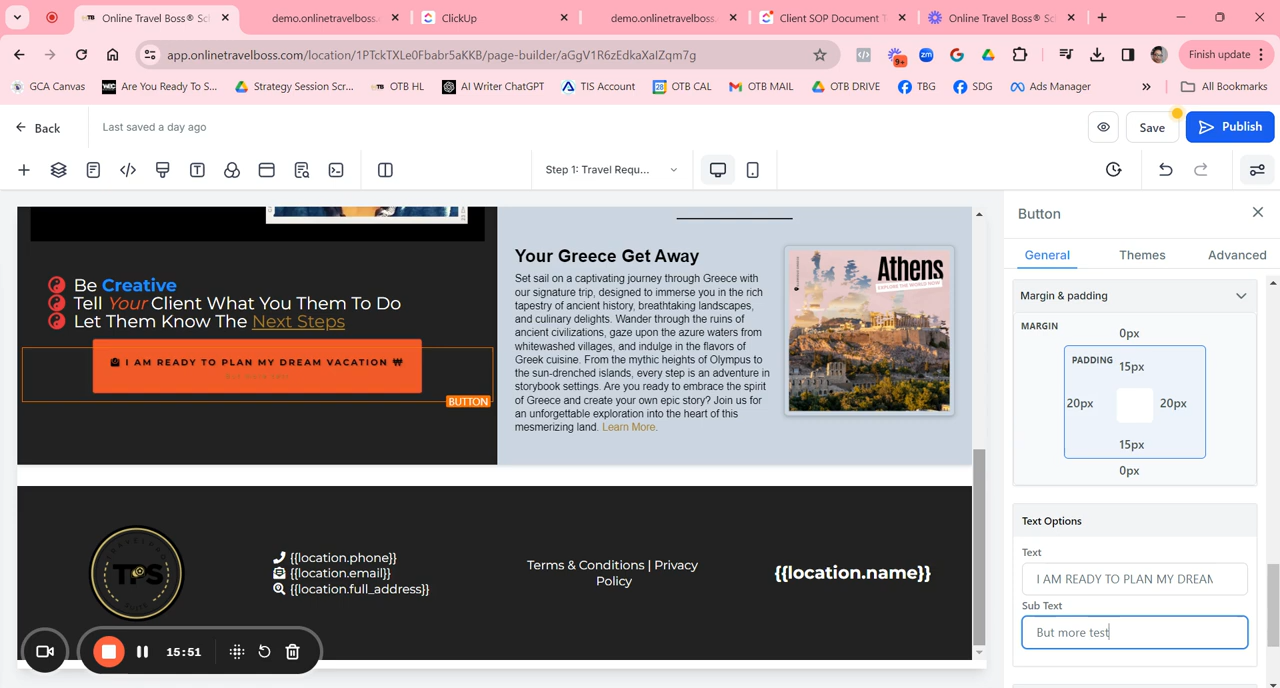 Online Travel Boss® Sc
demo.onlinetravelboss.
ClickUp
demo.onlinetravelboss.
Client SOP Document T
Online Travel Boss® Sc
app.onlinetravelboss.com/location/1PTckTXLe0Fbabr5aKKB/page-builder/aGgV1R6zEdkaXaIZqm7g
9+
zm
Finish update
GCA Canvas
Are You Ready To S...
Strategy Session Scr...
OTB HL
AI Writer ChatGPT
TIS Account
OTB CAL
OTB MAIL
OTB DRIVE
TBG
SDG
Ads Manager
All Bookmarks
Back
Last saved a day ago
Save
Publish
Step 1: Travel Requ...
Be Creative
Tell Your Client What You Them To Do
Let Them Know The Next Steps
I AM READY TO PLAN MY DREAM VACATION
BUTTON
Your Greece Get Away
Set sail on a captivating journey through Greece with
our signature trip, designed to immerse you in the rich
tapestry of ancient history, breathtaking landscapes,
and culinary delights. Wander through the ruins of
ancient civilizations, gaze upon the azure waters from
whitewashed villages, and indulge in the flavors of
Greek cuisine. From the mythic heights of Olympus to
the sun-drenched islands, every step is an adventure in
storybook settings. Are you ready to embrace the spirit
of Greece and create your own epic story? Join us for
an unforgettable exploration into the heart of this
mesmerizing land. Learn More.
Athens
EXPLORE THE WORLD NOW
TPS
{{location.phone}}
{{location.email}}
{{location.full_address}}
Terms & Conditions | Privacy
Policy
{{location.name}}
15:51
Button
General
Themes
Advanced
Margin & padding
MARGIN
0px
PADDING
15px
20px
20px
15px
0px
Text Options
Text
I AM READY TO PLAN MY DREAM
Sub Text
But more test